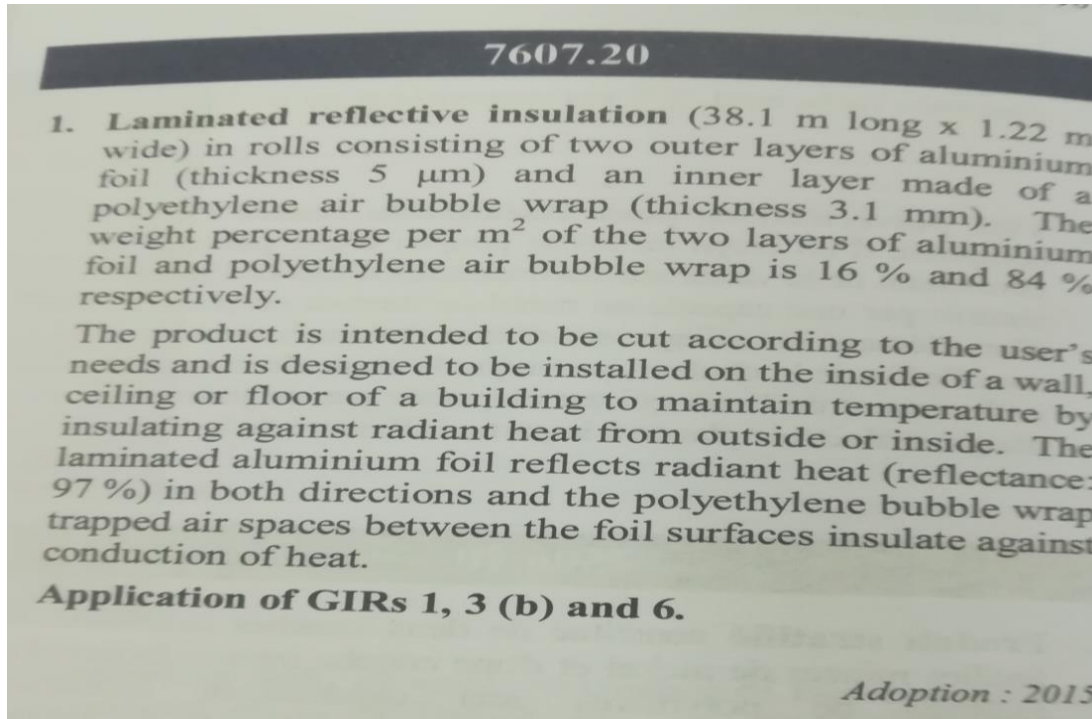 7607.20
1. Laminated reflective insulation (38.1 m long x 1.22 m
wide) in rolls consisting of two outer layers of aluminium
foil (thickness 5 μm) and an inner layer made of a
polyethylene air bubble wrap (thickness 3.1 mm). The
weight percentage per m² of the two layers of aluminium
foil and polyethylene air bubble wrap is 16 % and 84 %
respectively.
The product is intended to be cut according to the user's
needs and is designed to be installed on the inside of a wall,
ceiling or floor of a building to maintain temperature by
insulating against radiant heat from outside or inside. The
laminated aluminium foil reflects radiant heat (reflectance:
97 %) in both directions and the polyethylene bubble wrap
trapped air spaces between the foil surfaces insulate against
conduction of heat.
Application of GIRs 1, 3 (b) and 6.
Adoption : 2015